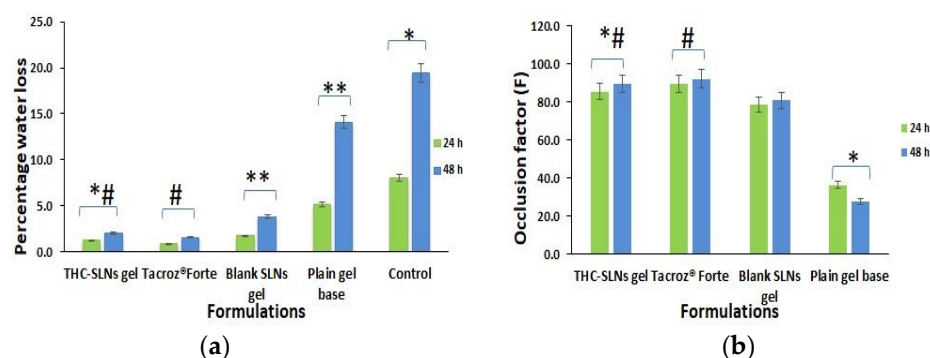 25.0
20.0
15.0
10.0
5.0
0.0
Percentage water loss
*#
#
**
**
*
24 h
48 h
THC-SLNs gel
Tacroz®Forte
Blank SLNs
gel
Plain gel
base
Control
Formulations
(a)
120.0
100.0
80.0
60.0
40.0
20.0
0.0
Occlusion factor (F)
*#
#
*
24 h
48 h
THC-SLNs gel
Tacroz® Forte
Blank SLNs
gel
Plain gel base
Formulations
(b)